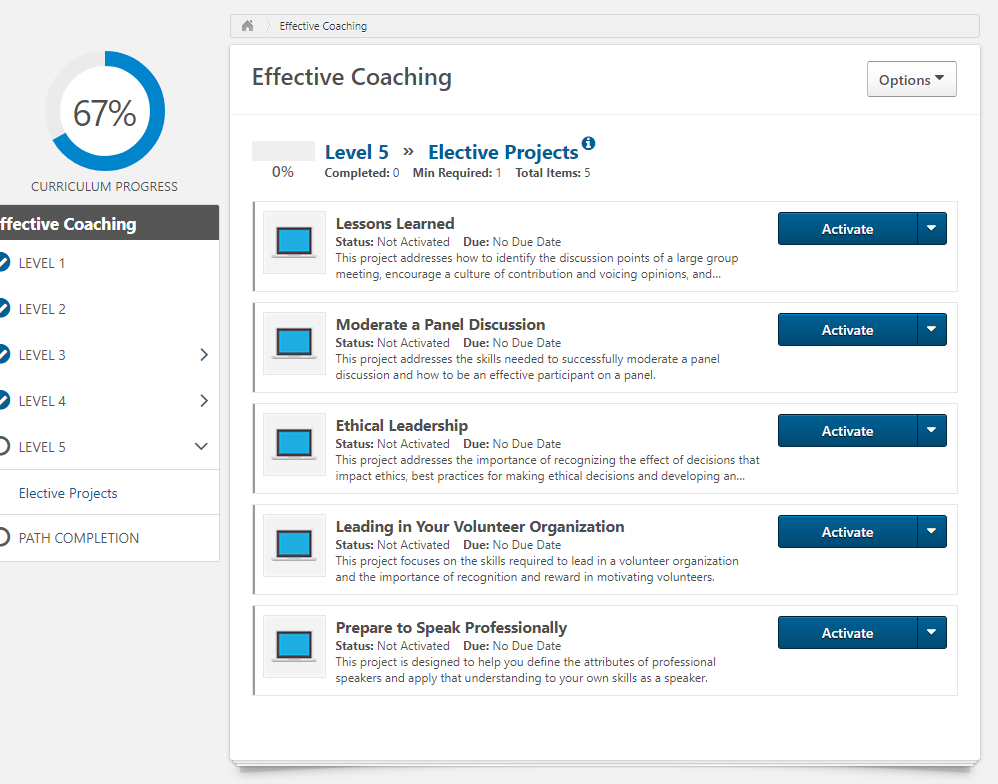 Effective Coaching
67%
CURRICULUM PROGRESS
ffective Coaching
LEVEL 1
LEVEL 2
LEVEL 3
LEVEL 4
LEVEL 5
Elective Projects
PATH COMPLETION
Effective Coaching
Options
0%
Level 5 » Elective Projects
Completed: 0 Min Required: 1 Total Items: 5
Lessons Learned
Status: Not Activated Due: No Due Date
This project addresses how to identify the discussion points of a large group
meeting, encourage a culture of contribution and voicing opinions, and...
Activate
Moderate a Panel Discussion
Status: Not Activated Due: No Due Date
This project addresses the skills needed to successfully moderate a panel
discussion and how to be an effective participant on a panel.
Activate
Ethical Leadership
Status: Not Activated Due: No Due Date
This project addresses the importance of recognizing the effect of decisions that
impact ethics, best practices for making ethical decisions and developing an...
Activate
Leading in Your Volunteer Organization
Status: Not Activated Due: No Due Date
This project focuses on the skills required to lead in a volunteer organization
and the importance of recognition and reward in motivating volunteers.
Activate
Prepare to Speak Professionally
Status: Not Activated Due: No Due Date
This project is designed to help you define the attributes of professional
speakers and apply that understanding to your own skills as a speaker.
Activate